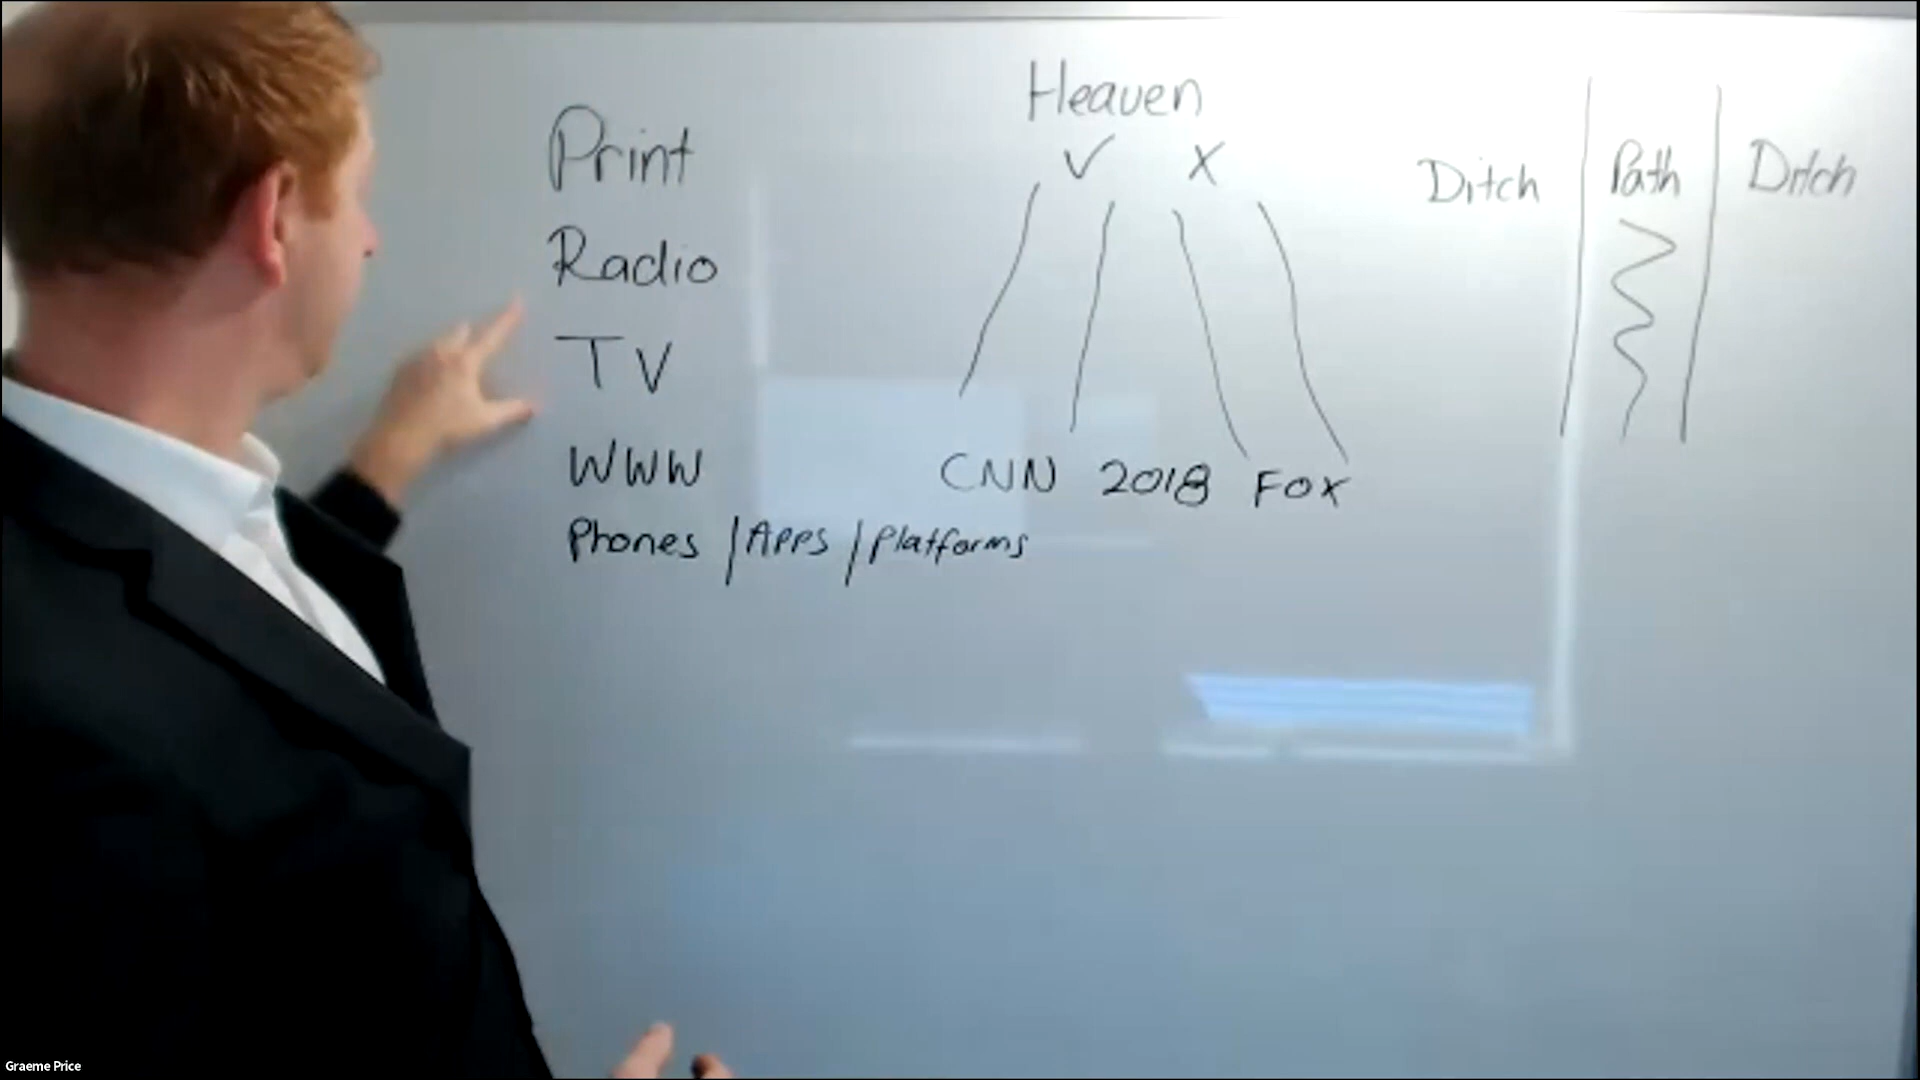 Print
Radio
TV
WWW
Phones / Apps / Platforms
Heaven
✓ X
CNN 2018 FOX
Ditch Path Ditch
Graeme Price